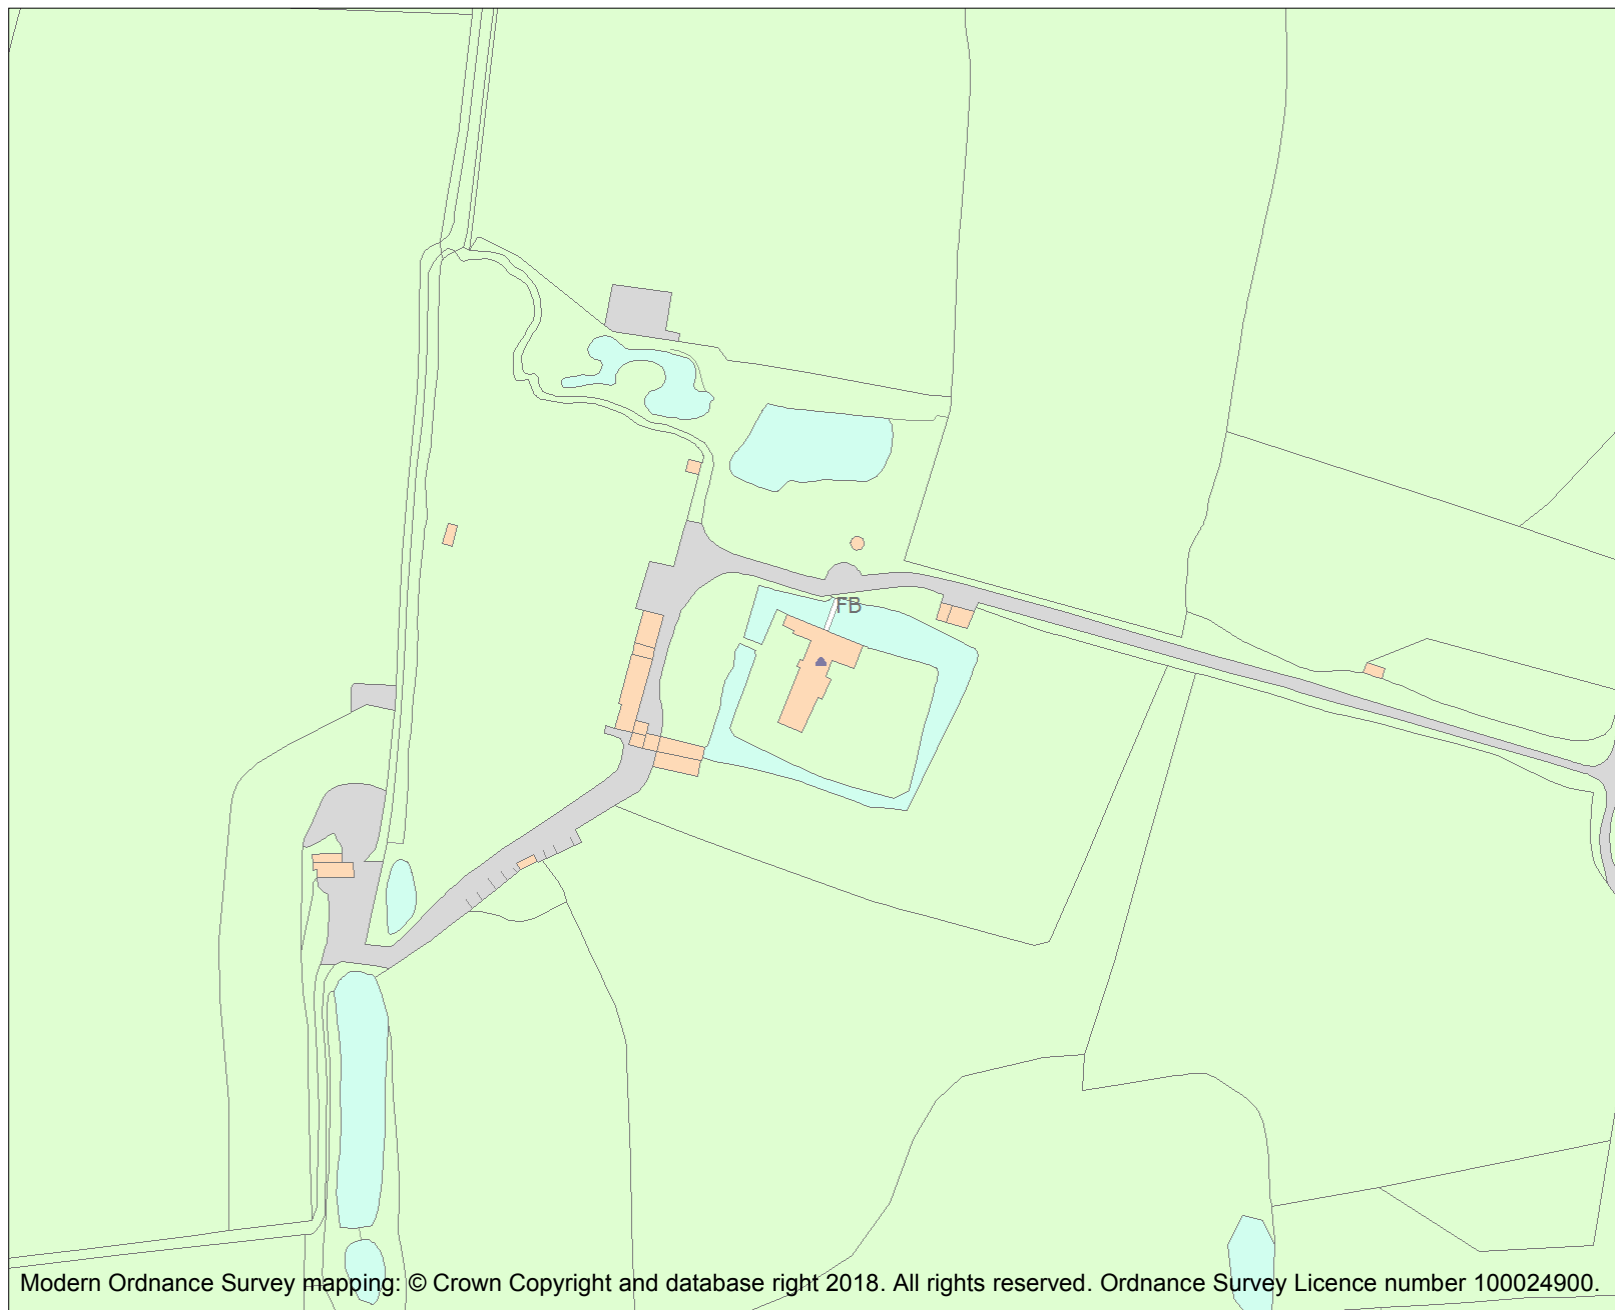 FB
Modern Ordnance Survey mapping: © Crown Copyright and database right 2018. All rights reserved. Ordnance Survey Licence number 100024900.